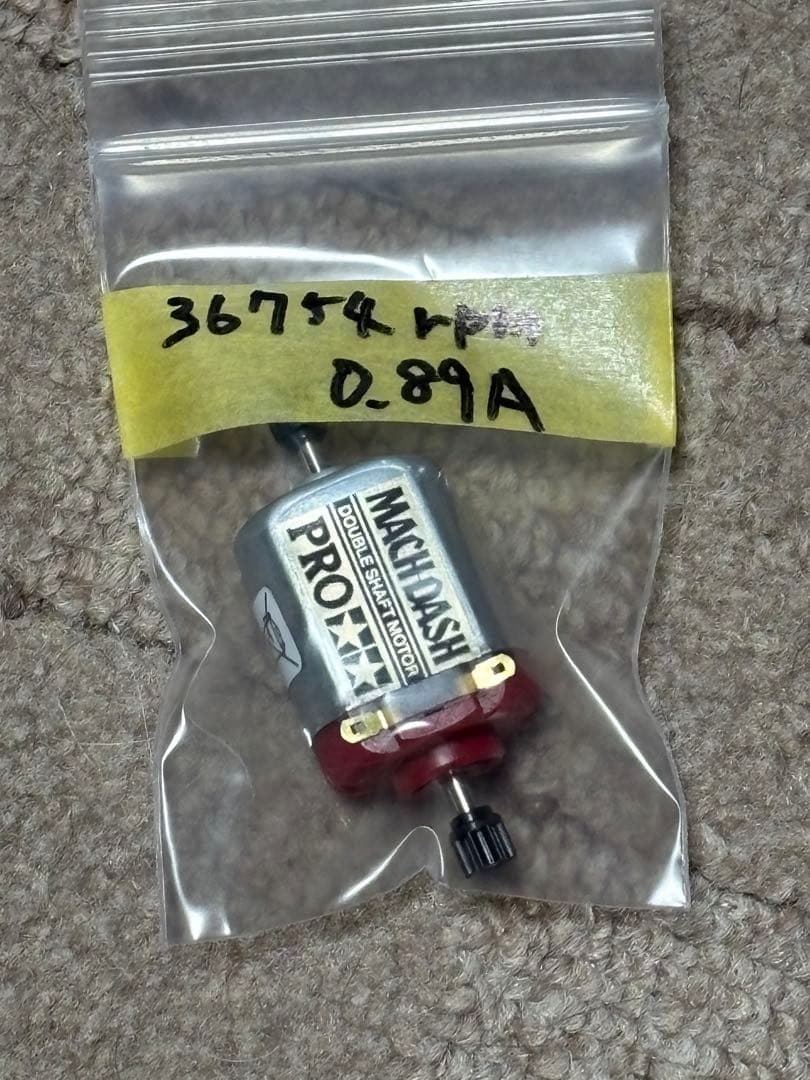 36754 rpm
0.89A
MACH-DASH
DOUBLE SHAFT MOTOR
PRO